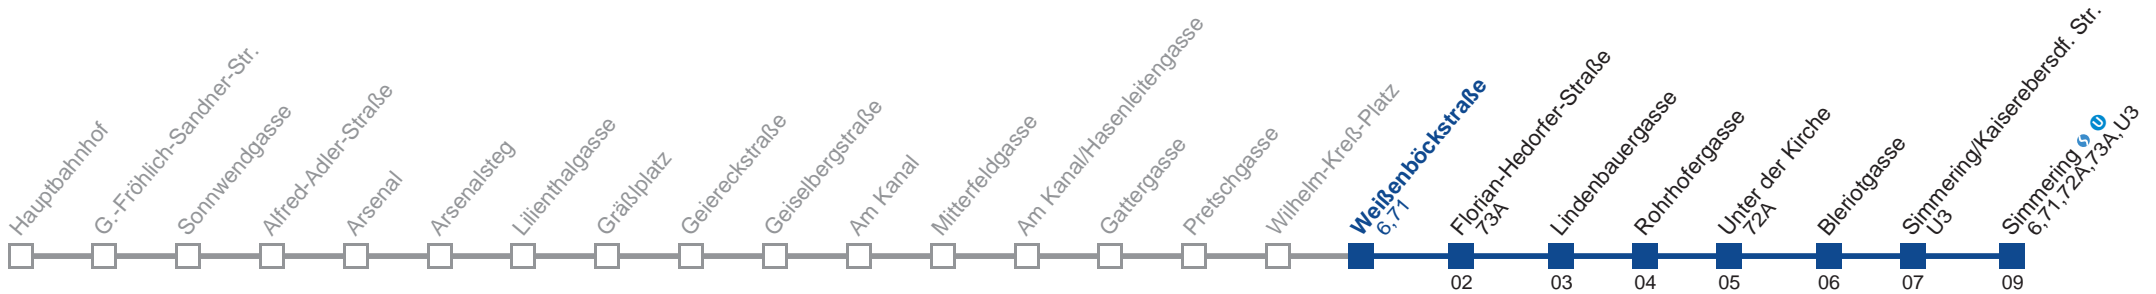 Hauptbahnhof
G.-Fröhlich-Sandner-Str.
Sonnwendgasse
Alfred-Adler-Straße
Arsenal
Arsenalsteg
Lilienthalgasse
Gräßlplatz
Geiereckstraße
Geiselbergstraße
Am Kanal
Mitterfeldgasse
Am Kanal/Hasenleitengasse
Gattergasse
Pretschgasse
Wilhelm-Kreß-Platz
Weißenböckstraße
6,71
Florian-Hedorfer-Straße
73A
Lindenbauergasse
Rohrhofergasse
Unter der Kirche
72A
Bleriotgasse
Simmering/Kaiserebersdf. Str.
U3
Simmering S U
6,71,72A,73A,U3
02 03 04 05 06 07 09